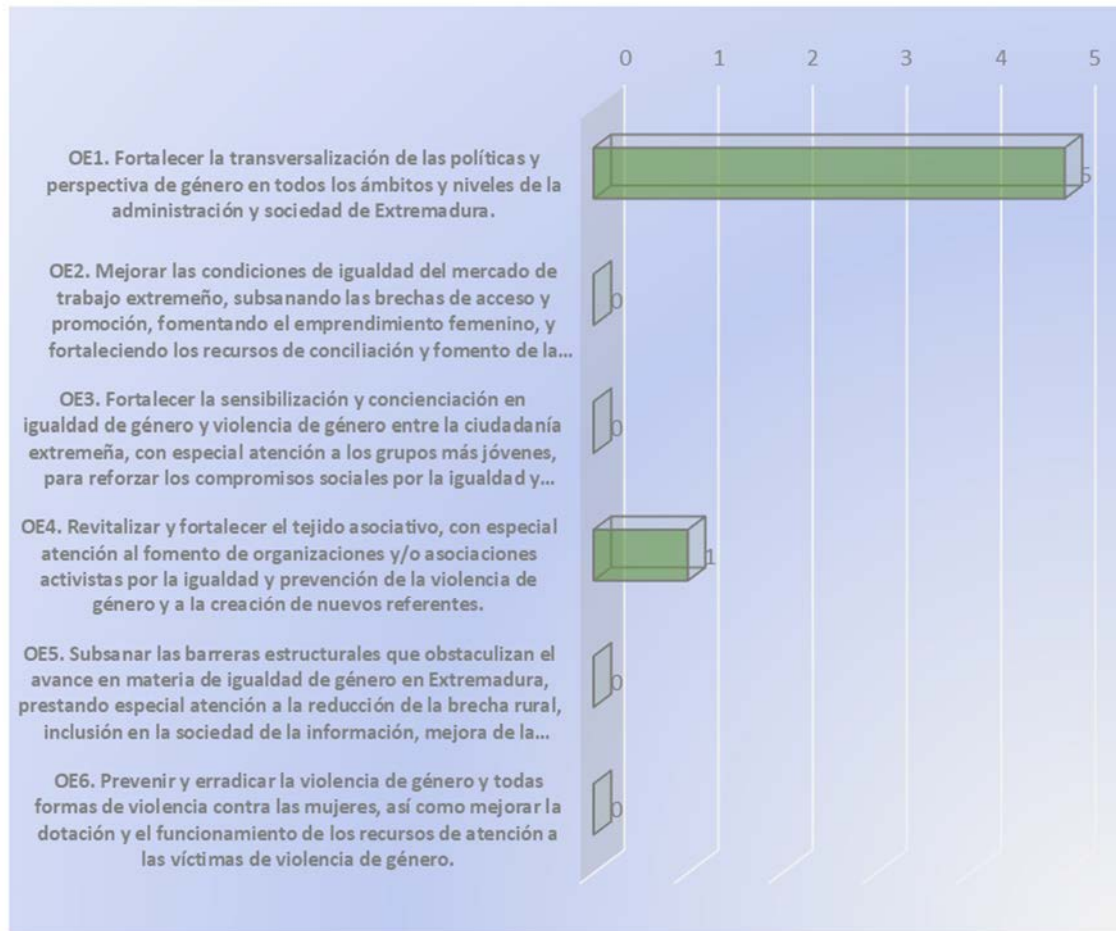 0 1 2 3 4 5
OE1. Fortalecer la transversalización de las políticas y
perspectiva de género en todos los ámbitos y niveles de la
administración y sociedad de Extremadura.
5
OE2. Mejorar las condiciones de igualdad del mercado de
trabajo extremeño, subsanando las brechas de acceso y
promoción, fomentando el emprendimiento femenino, y
fortaleciendo los recursos de conciliación y fomento de la...
0
OE3. Fortalecer la sensibilización y concienciación en
igualdad de género y violencia de género entre la ciudadanía
extremeña, con especial atención a los grupos más jóvenes,
para reforzar los compromisos sociales por la igualdad y...
0
OE4. Revitalizar y fortalecer el tejido asociativo, con especial
atención al fomento de organizaciones y/o asociaciones
activistas por la igualdad y prevención de la violencia de
género y a la creación de nuevos referentes.
1
OE5. Subsanar las barreras estructurales que obstaculizan el
avance en materia de igualdad de género en Extremadura,
prestando especial atención a la reducción de la brecha rural,
inclusión en la sociedad de la información, mejora de la...
0
OE6. Prevenir y erradicar la violencia de género y todas
formas de violencia contra las mujeres, así como mejorar la
dotación y el funcionamiento de los recursos de atención a
las víctimas de violencia de género.
0